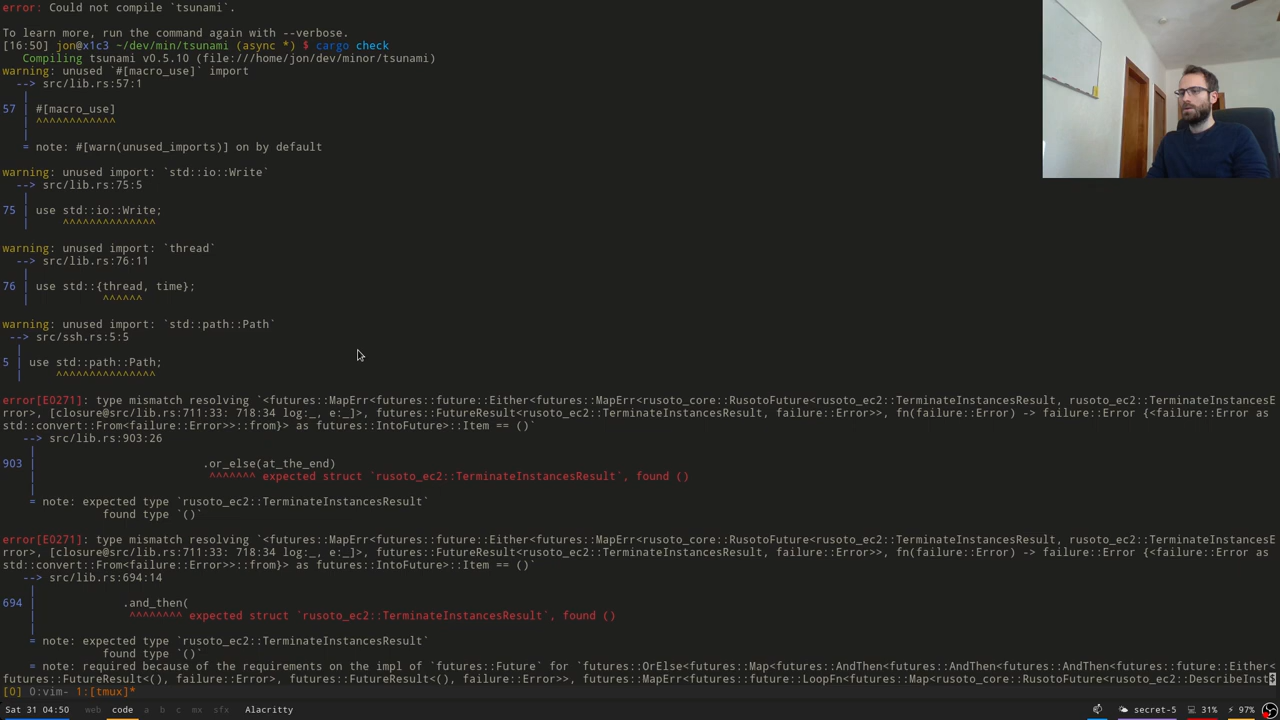 error: Could not compile `tsunami`.
To learn more, run the command again with --verbose.
[16:50] jon@x1c3 ~/dev/min/tsunami (async *) $ cargo check
   Compiling tsunami v0.5.10 (file:///home/jon/dev/minor/tsunami)
warning: unused `#[macro_use]` import
  --> src/lib.rs:57:1
   |
57 | #[macro_use]
   | ^^^^^^^^^^^^
   |
   = note: #[warn(unused_imports)] on by default
warning: unused import: `std::io::Write`
  --> src/lib.rs:75:5
   |
75 | use std::io::Write;
   |     ^^^^^^^^^^^^^^
warning: unused import: `thread`
  --> src/lib.rs:76:11
   |
76 | use std::{thread, time};
   |           ^^^^^^
warning: unused import: `std::path::Path`
 --> src/ssh.rs:5:5
  |
5 | use std::path::Path;
  |     ^^^^^^^^^^^^^^^
error[E0271]: type mismatch resolving `<futures::MapErr<futures::future::Either<futures::MapErr<rusoto_core::RusotoFuture<rusoto_ec2::TerminateInstancesResult, rusoto_ec2::TerminateInstancesE
rror>, [closure@src/lib.rs:711:33: 718:34 log:_, e:_]>, futures::FutureResult<rusoto_ec2::TerminateInstancesResult, failure::Error>>, fn(failure::Error) -> failure::Error {<failure::Error as
std::convert::From<failure::Error>>::from}> as futures::IntoFuture>::Item == ()`
   --> src/lib.rs:903:26
    |
903 |                         .or_else(at_the_end)
    |                          ^^^^^^^ expected struct `rusoto_ec2::TerminateInstancesResult`, found ()
    |
    = note: expected type `rusoto_ec2::TerminateInstancesResult`
               found type `()`
error[E0271]: type mismatch resolving `<futures::MapErr<futures::future::Either<futures::MapErr<rusoto_core::RusotoFuture<rusoto_ec2::TerminateInstancesResult, rusoto_ec2::TerminateInstancesE
rror>, [closure@src/lib.rs:711:33: 718:34 log:_, e:_]>, futures::FutureResult<rusoto_ec2::TerminateInstancesResult, failure::Error>>, fn(failure::Error) -> failure::Error {<failure::Error as
std::convert::From<failure::Error>>::from}> as futures::IntoFuture>::Item == ()`
   --> src/lib.rs:694:14
    |
694 |             .and_then(
    |              ^^^^^^^^ expected struct `rusoto_ec2::TerminateInstancesResult`, found ()
    |
    = note: expected type `rusoto_ec2::TerminateInstancesResult`
               found type `()`
    = note: required because of the requirements on the impl of `futures::Future` for `futures::OrElse<futures::Map<futures::AndThen<futures::AndThen<futures::AndThen<futures::future::Either<
futures::FutureResult<(), failure::Error>, futures::FutureResult<(), failure::Error>>, futures::MapErr<futures::future::LoopFn<futures::Map<rusoto_core::RusotoFuture<rusoto_ec2::DescribeInst
[0] 0:vim- 1:[tmux]*
Sat 31 04:50 web code a b c mx sfx Alacritty secret-5 31% 97%